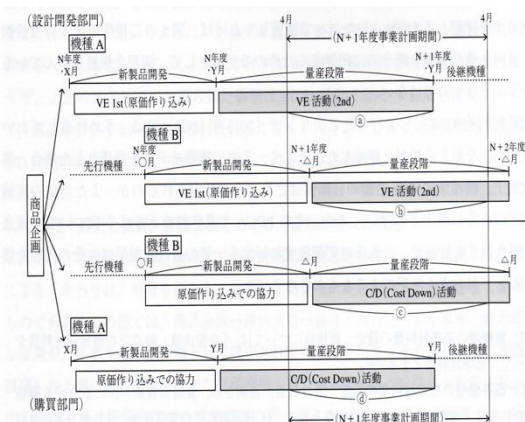 (設計開発部門)
4月
4月
(N+1年度事業計画期間)
機種A
N年度
·X月
新製品開発
N年度
·Y月
量産段階
N+1年度
·Y月
後継機種
VE 1st(原価作り込み)
VE 活動(2nd)
ⓐ
機種B
先行機種
N年度
·○月
新製品開発
N+1年度
·△月
量産段階
N+2年度
·△月
VE 1st(原価作り込み)
VE 活動(2nd)
ⓑ
商品企画
機種B
先行機種
○月
新製品開発
△月
量産段階
△月
原価作り込みでの協力
C/D(Cost Down)活動
ⓒ
機種A
X月
新製品開発
Y月
量産段階
Y月
後継機種
原価作り込みでの協力
C/D(Cost Down)活動
ⓓ
(購買部門)
(N+1年度事業計画期間)